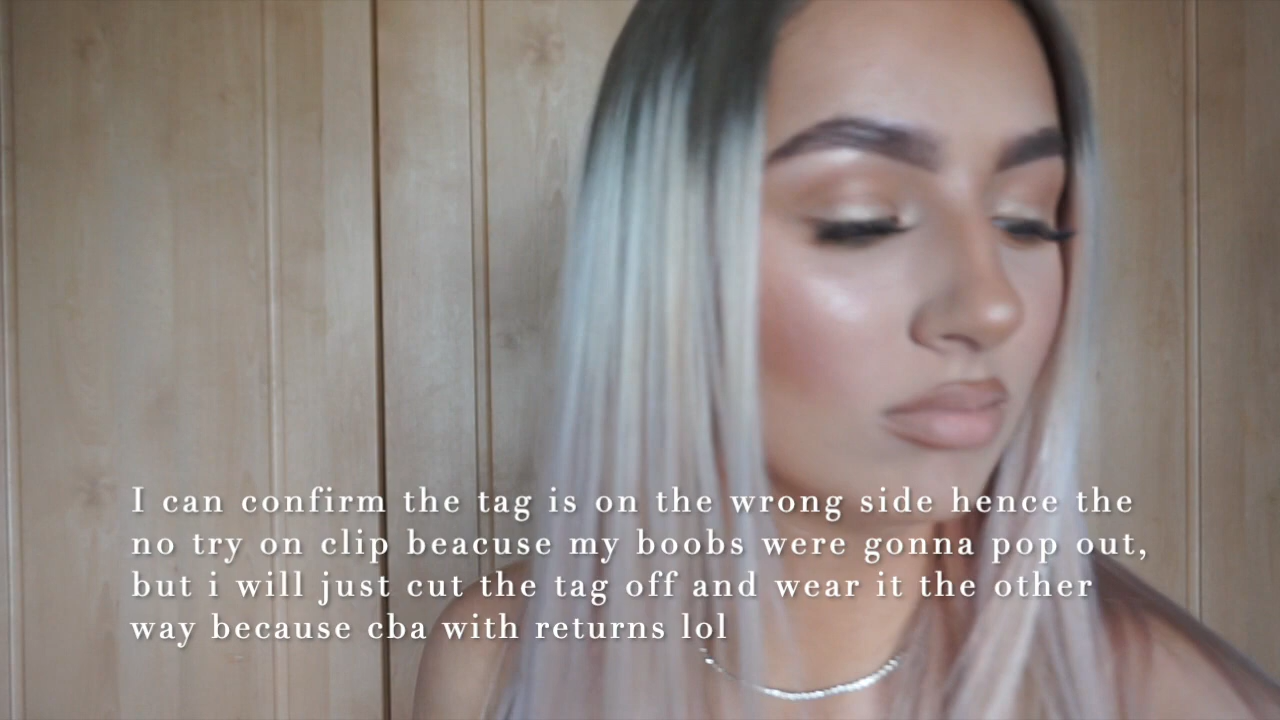 I can confirm the tag is on the wrong side hence the
no try on clip beacuse my boobs were gonna pop out,
but i will just cut the tag off and wear it the other
way because cba with returns lol